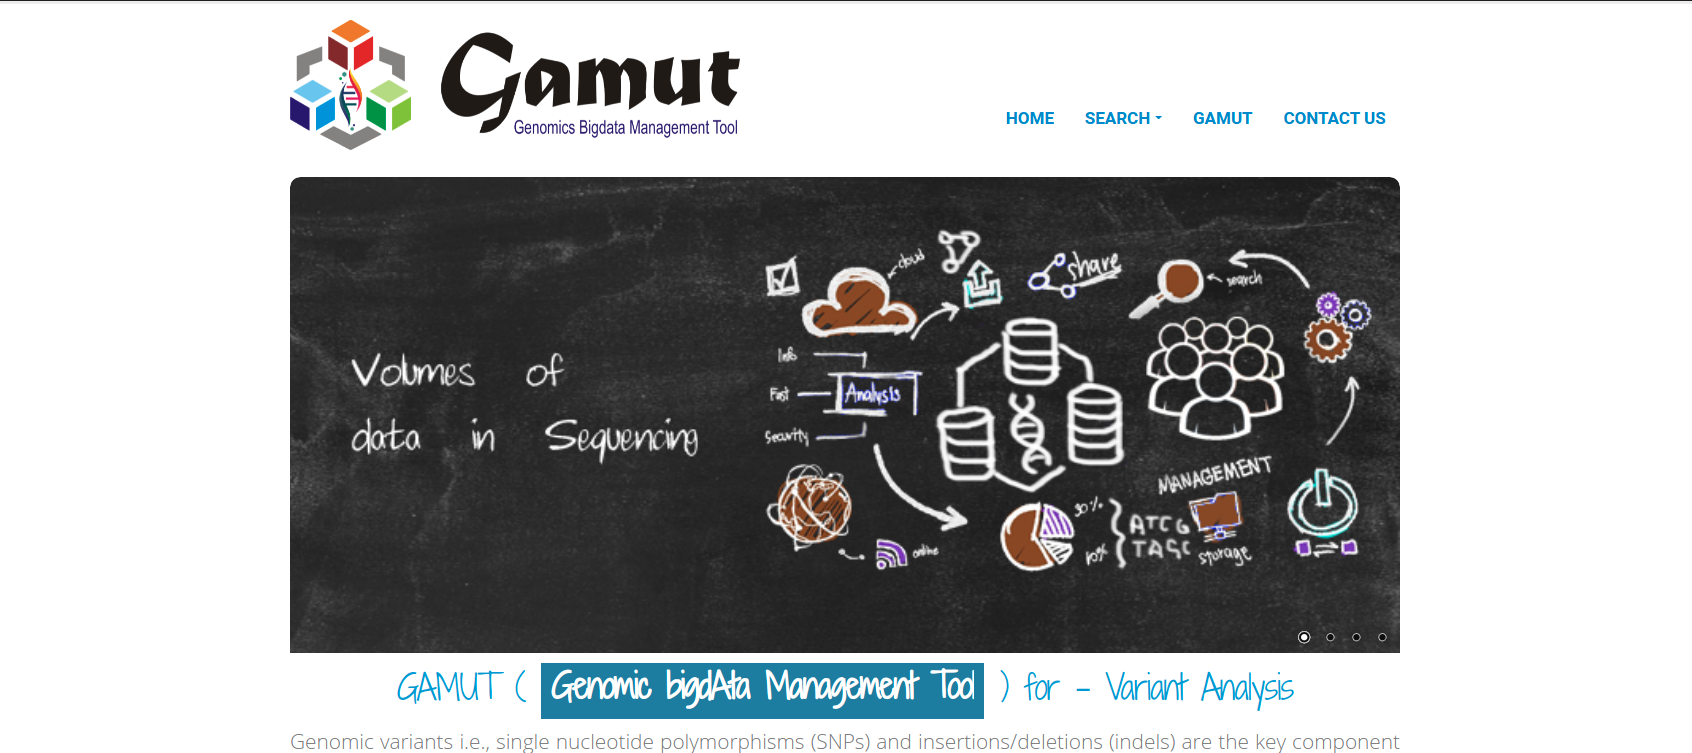 Gamut
Genomics Bigdata Management Tool
HOME SEARCH GAMUT CONTACT US
Volumes of
data in Sequencing
cloud
share
search
Info
Fast
Analysis
Security
online
30%
10%
ATCG
TAGC
MANAGEMENT
storage
GAMUT ( Genomic bigdAta Management Tool ) for - Variant Analysis
Genomic variants i.e., single nucleotide polymorphisms (SNPs) and insertions/deletions (indels) are the key component